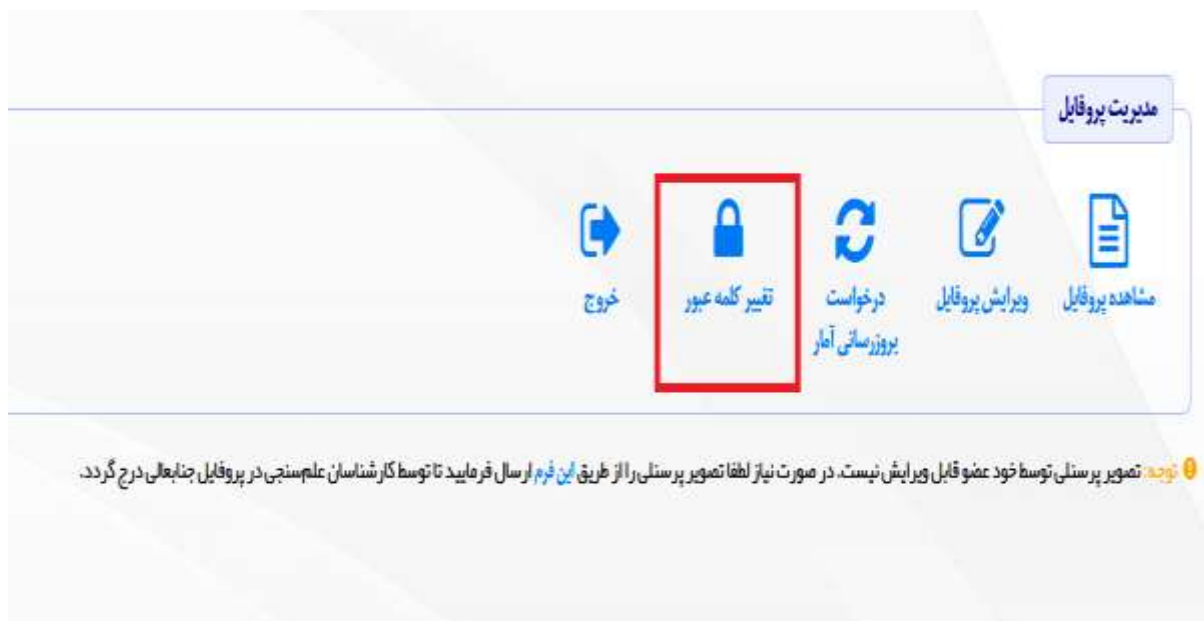 مدیریت پروفایل
مشاهده پروفایل
ویرایش پروفایل
درخواست
بروزرسانی آمار
تغییر کلمه عبور
خروج
توجه: تصویر پرسنلی توسط خود عضو قابل ویرایش نیست. در صورت نیاز لطفا تصویر پرسنلی را از طریق این فرم ارسال فرمایید تا توسط کارشناسان علم‌سنجی در پروفایل جنابعالی درج گردد.